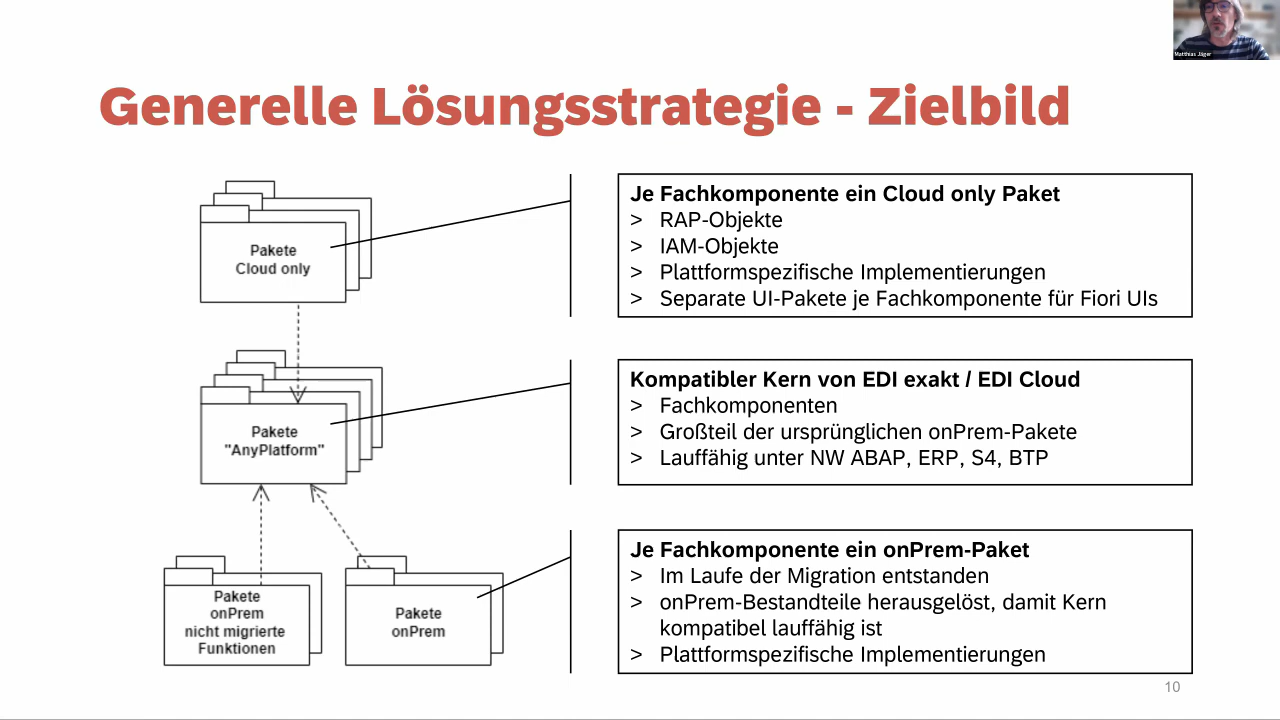 Matthias Jäger
Generelle Lösungsstrategie - Zielbild
Pakete
Cloud only
Je Fachkomponente ein Cloud only Paket
> RAP-Objekte
> IAM-Objekte
> Plattformspezifische Implementierungen
> Separate UI-Pakete je Fachkomponente für Fiori UIs
Pakete
"AnyPlatform"
Kompatibler Kern von EDI exakt / EDI Cloud
> Fachkomponenten
> Großteil der ursprünglichen onPrem-Pakete
> Lauffähig unter NW ABAP, ERP, S4, BTP
Pakete
onPrem
nicht migrierte
Funktionen
Pakete
onPrem
Je Fachkomponente ein onPrem-Paket
> Im Laufe der Migration entstanden
> onPrem-Bestandteile herausgelöst, damit Kern
kompatibel lauffähig ist
> Plattformspezifische Implementierungen
10